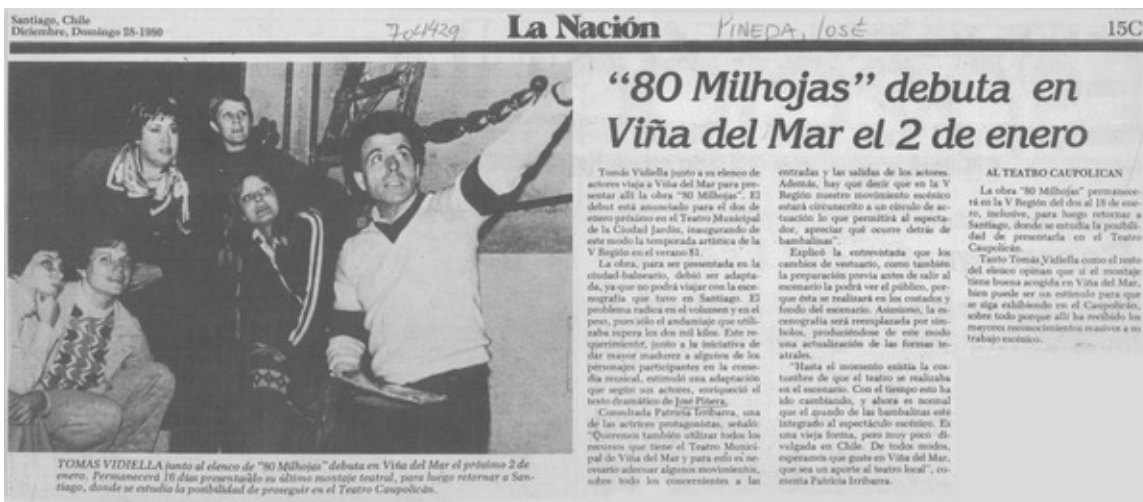 Santiago, Chile
Diciembre, Domingo 28-1980
704429
La Nación
PINEDA, JOSÉ
15C
"80 Milhojas" debuta en
Viña del Mar el 2 de enero
Tomás Vidiella junto a su elenco de
actores viaja a Viña del Mar para pre-
sentar allí la obra "80 Milhojas". El
debut está anunciado para el dos de
enero próximo en el Teatro Municipal
de la Ciudad Jardín, inaugurando de
este modo la temporada artística de la
V Región en el verano 81.
La obra, para ser presentada en la
ciudad-balneario, debió ser adapta-
da, ya que no podrá viajar con la esce-
nografía que tuvo en Santiago. El
problema radica en el volumen y en el
peso, pues sólo el andamiaje que utili-
zaba supera los dos mil kilos. Este re-
querimiento, junto a la iniciativa de
dar mayor madurez a algunos de los
personajes participantes en la come-
dia musical, estimuló una adaptación
que según sus actores, enriqueció el
texto dramático de José Piñera.
Consultada Patricia Irribarra, una
de las actrices protagonistas, señaló:
"Queremos también utilizar todos los
recursos que tiene el Teatro Munici-
pal de Viña del Mar y para esto es ne-
cesario adecuar algunos movimientos,
sobre todo los concernientes a las
entradas y las salidas de los actores.
Además, hay que decir que en la V
Región nuestro movimiento escénico
estará circunscrito a un círculo de ac-
tuación lo que permitirá al especta-
dor, apreciar qué ocurre detrás de
bambalinas".
Explicó la entrevistada que los
cambios de vestuario, como también
la preparación previa antes de salir al
escenario la podrá ver el público, por-
que ésta se realizará en los costados y
fondo del escenario. Asimismo, la es-
cenografía será reemplazada por sím-
bolos, produciéndose de este modo
una actualización de las formas te-
atrales.
"Hasta el momento existía la cos-
tumbre de que el teatro se realizaba
en el escenario. Con el tiempo esto ha
ido cambiando, y ahora es normal
que el mundo de las bambalinas esté
integrado al espectáculo escénico. Es
una vieja forma, pero muy poco di-
vulgada en Chile. De todos modos,
esperamos que guste en Viña del Mar,
que sea un aporte al teatro local", co-
menta Patricia Irribarra.
AL TEATRO CAUPOLICAN
La obra "80 Milhojas" permanece-
rá en la V Región del dos al 18 de ene-
ro, inclusive, para luego retornar a
Santiago, donde se estudia la posibili-
dad de presentarla en el Teatro
Caupolicán.
Tanto Tomás Vidiella como el resto
del elenco opinan que si el montaje
tiene buena acogida en Viña del Mar,
bien puede ser un estímulo para que
se siga exhibiendo en el Caupolicán,
sobre todo porque allí ha recibido los
mayores reconocimientos masivos a su
trabajo escénico.
TOMAS VIDIELLA junto al elenco de "80 Milhojas" debuta en Viña del Mar el próximo 2 de
enero. Permanecerá 16 días presentando su último montaje teatral, para luego retornar a San-
tiago, donde se estudia la posibilidad de proseguir en el Teatro Caupolicán.